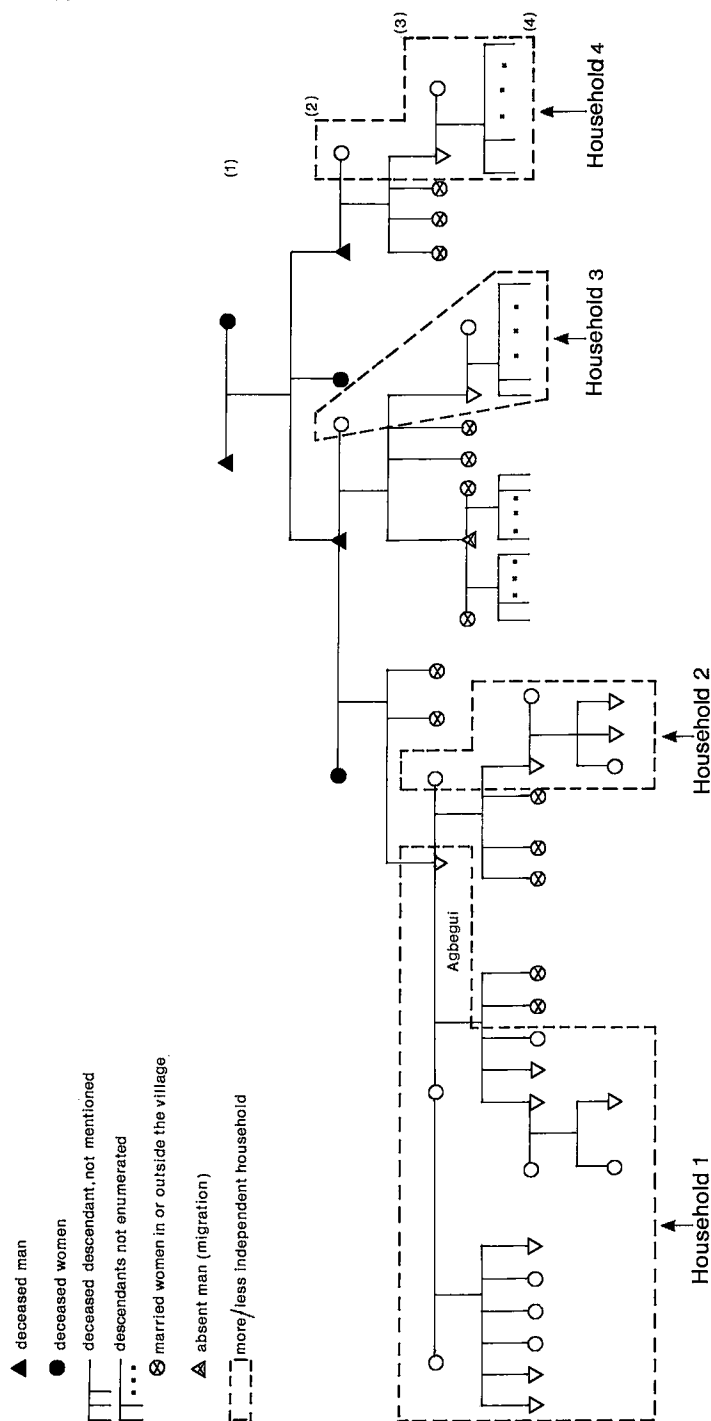 deceased man
deceased women
deceased descendant, not mentioned
descendants not enumerated
married women in or outside the village
absent man (migration)
more/less independent household
(1)
(2)
(3)
(4)
Agbegui
Household 1
Household 2
Household 3
Household 4